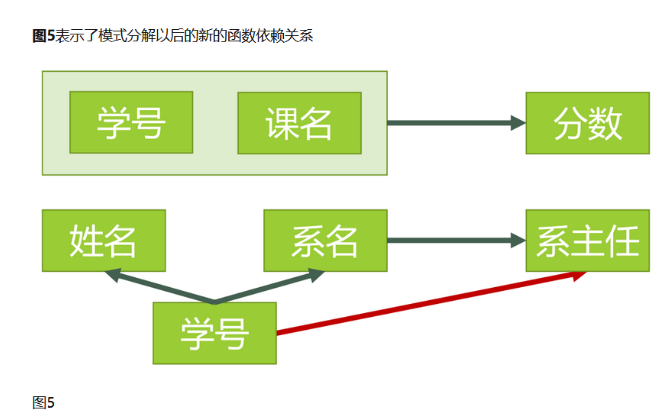 图5表示了模式分解以后的新的函数依赖关系
学号 课名 分数
姓名 系名 系主任
学号
图5